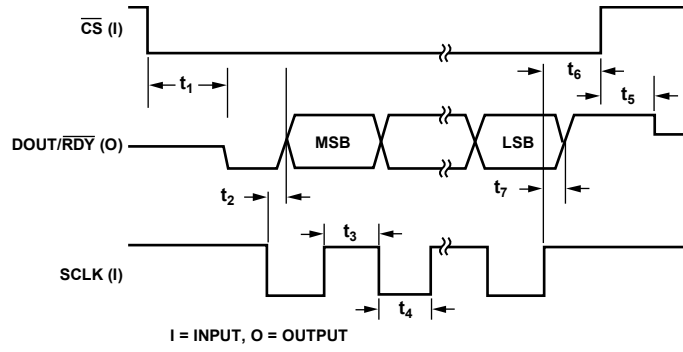 CS (I)
t6
t1
t5
DOUT/RDY (O)
MSB
LSB
t2
t7
t3
SCLK (I)
t4
I = INPUT, O = OUTPUT